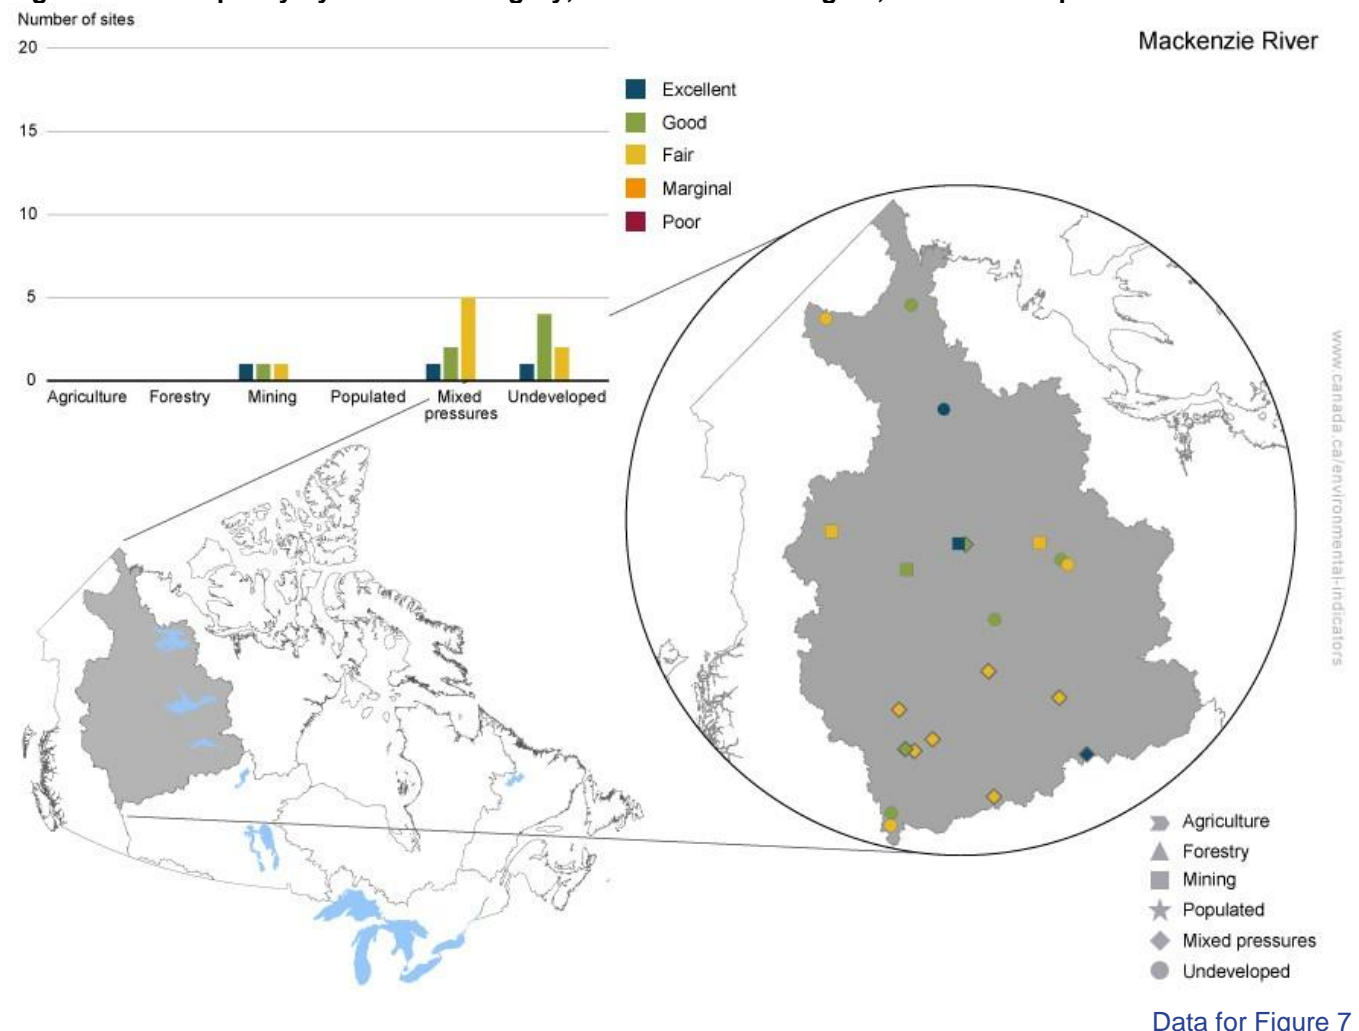 Number of sites
Mackenzie River
20
15
10
5
0
Excellent
Good
Fair
Marginal
Poor
Agriculture Forestry Mining Populated Mixed pressures Undeveloped
www.canada.ca/environmental-indicators
Agriculture
Forestry
Mining
Populated
Mixed pressures
Undeveloped
Data for Figure 7